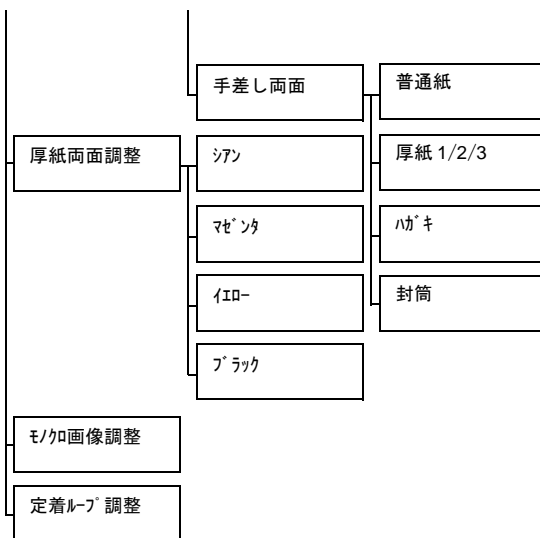 手差し両面
普通紙
厚紙両面調整
ｼｱﾝ
厚紙 1/2/3
ﾏｾﾞﾝﾀ
ﾊｶﾞｷ
ｲｴﾛｰ
封筒
ﾌﾞﾗｯｸ
ﾓﾉｸﾛ画像調整
定着ﾙｰﾌﾟ調整